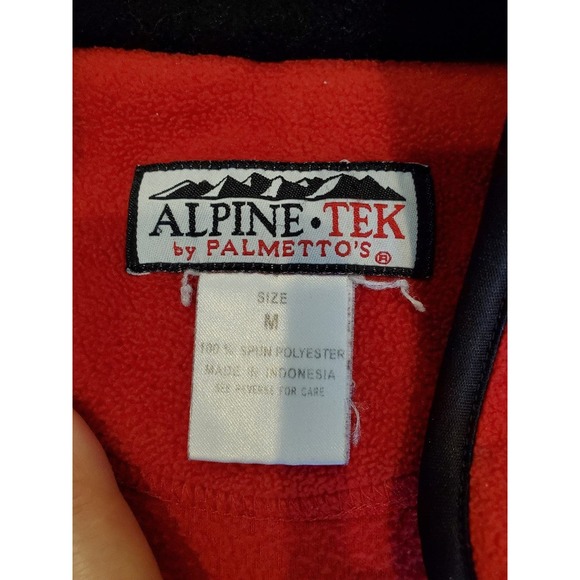 ALPINE·TEK
by PALMETTO'S®
SIZE
M
100% SPUN POLYESTER
MADE IN INDONESIA
SEE REVERSE FOR CARE